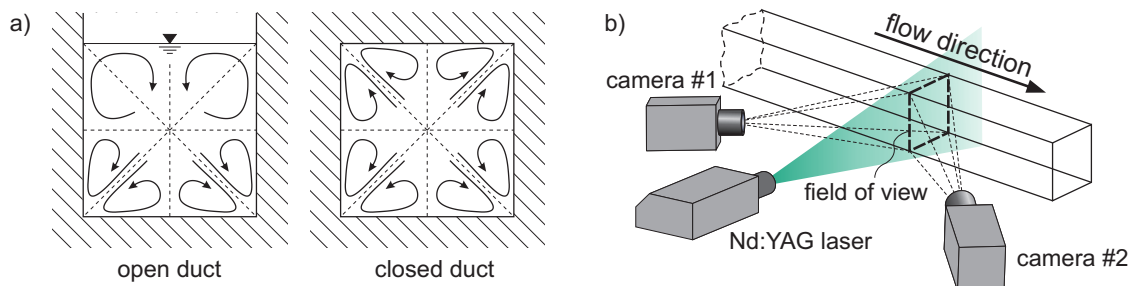 a)
open duct
closed duct
b)
flow direction
camera #1
field of view
Nd:YAG laser
camera #2